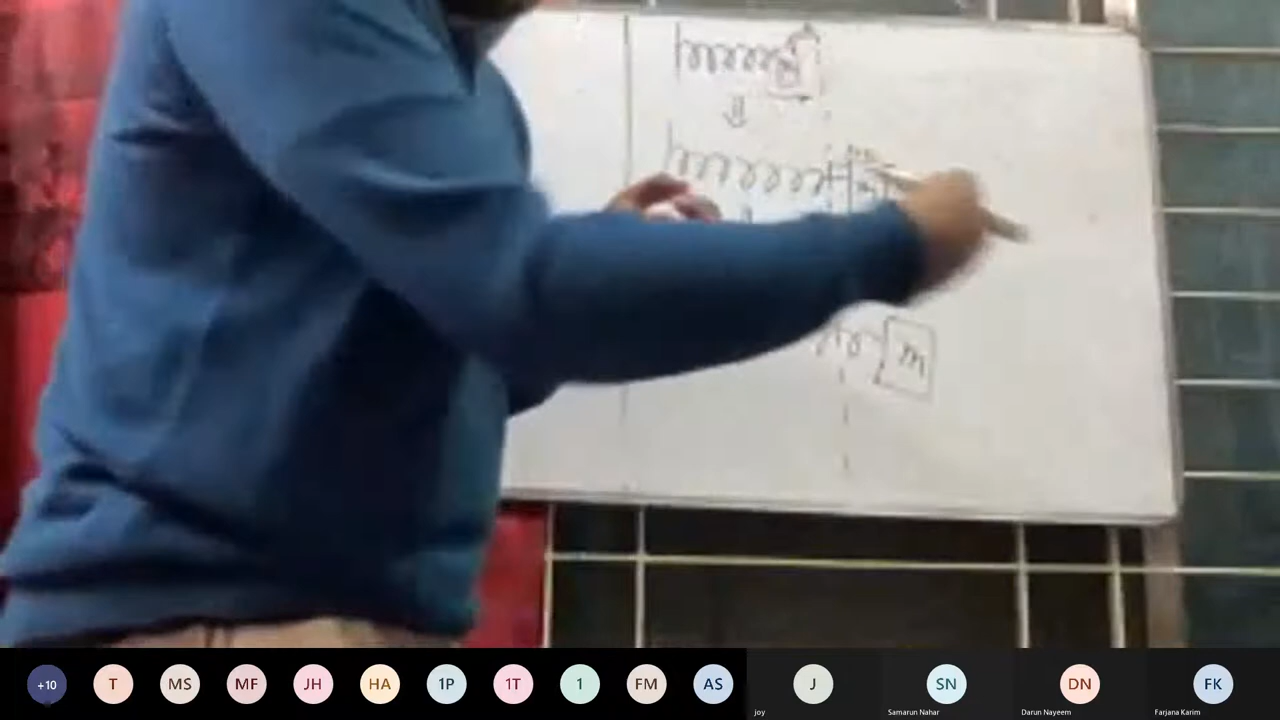 m
+10
T
MS
MF
JH
HA
1P
1T
1
FM
AS
J
SN
DN
FK
joy
Samarun Nahar
Darun Nayeem
Farjana Karim